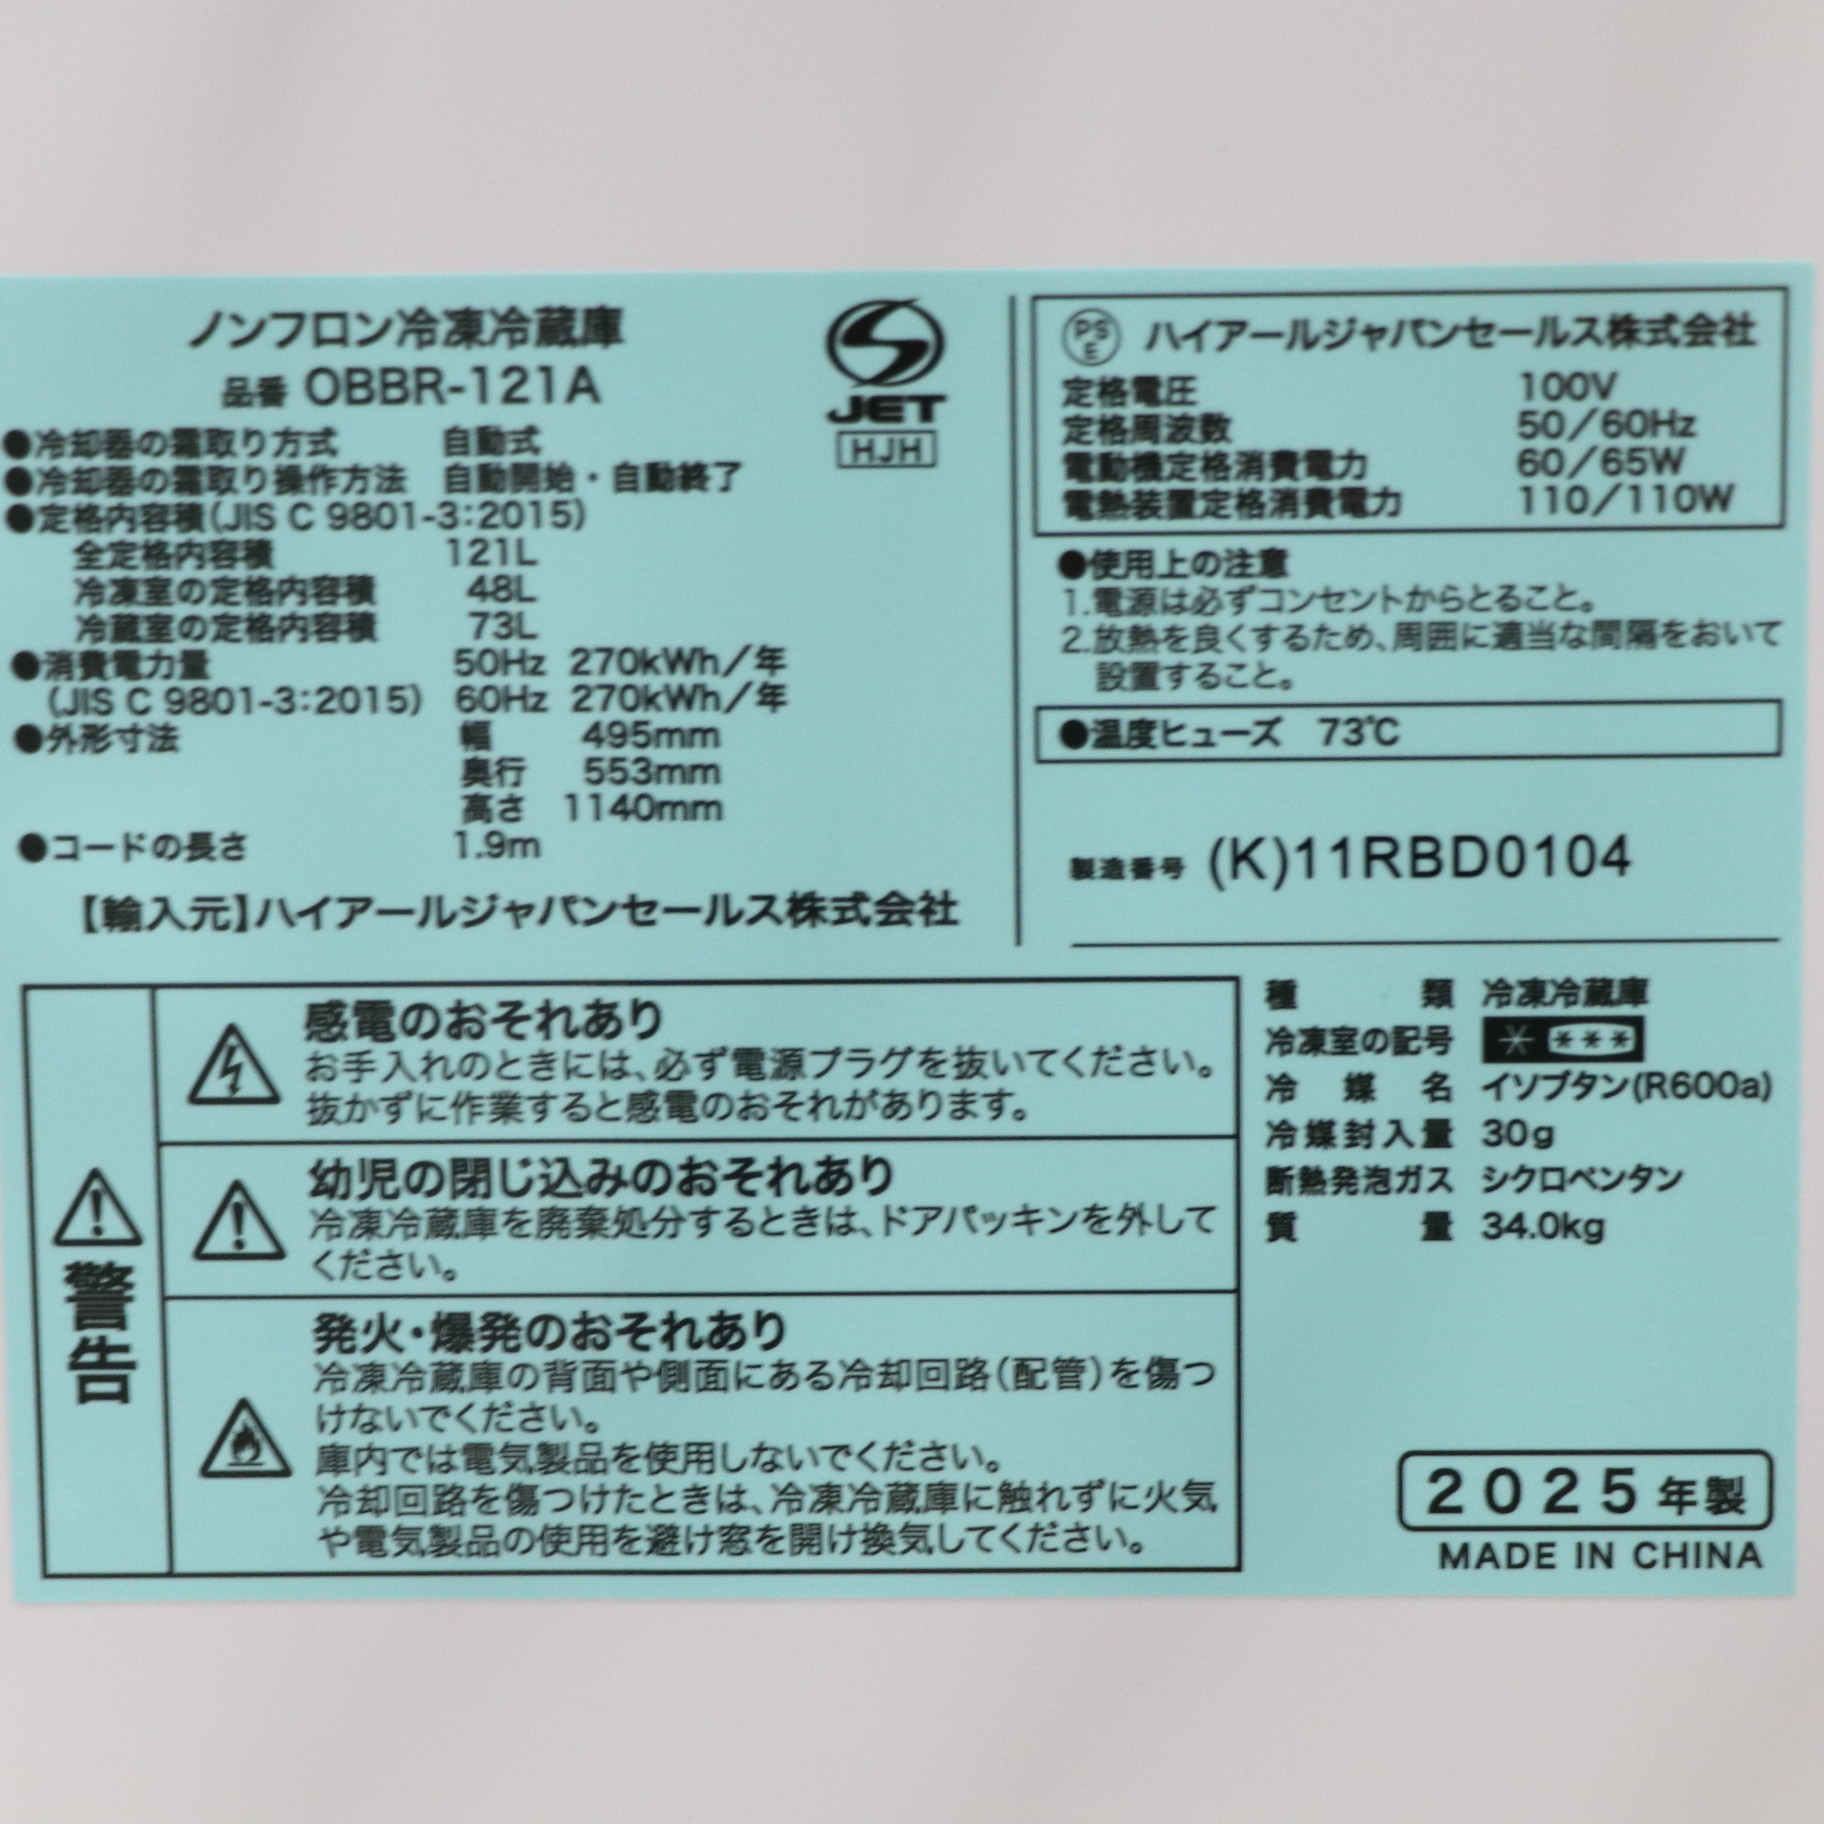 ノンフロン冷凍冷蔵庫
品番 OBBR-121A
●冷却器の霜取り方式 自動式
●冷却器の霜取り操作方法 自動開始・自動終了
●定格内容積(JIS C 9801-3:2015)
全定格内容積 121L
冷凍室の定格内容積 48L
冷蔵室の定格内容積 73L
●消費電力量 50Hz 270kWh／年
(JIS C 9801-3:2015) 60Hz 270kWh／年
●外形寸法 幅 495mm
奥行 553mm
高さ 1140mm
●コードの長さ 1.9m
【輸入元】ハイアールジャパンセールス株式会社
JET
HJH
PS
E
ハイアールジャパンセールス株式会社
定格電圧 100V
定格周波数 50／60Hz
電動機定格消費電力 60／65W
電熱装置定格消費電力 110／110W
●使用上の注意
1.電源は必ずコンセントからとること。
2.放熱を良くするため、周囲に適当な間隔をおいて
設置すること。
●温度ヒューズ 73℃
製造番号 (K)11RBD0104
警告
感電のおそれあり
お手入れのときには、必ず電源プラグを抜いてください。
抜かずに作業すると感電のおそれがあります。
幼児の閉じ込みのおそれあり
冷凍冷蔵庫を廃棄処分するときは、ドアパッキンを外して
ください。
発火・爆発のおそれあり
冷凍冷蔵庫の背面や側面にある冷却回路(配管)を傷つ
けないでください。
庫内では電気製品を使用しないでください。
冷却回路を傷つけたときは、冷凍冷蔵庫に触れずに火気
や電気製品の使用を避け窓を開け換気してください。
種類 冷凍冷蔵庫
冷凍室の記号 * ***
冷媒名 イソブタン(R600a)
冷媒封入量 30g
断熱発泡ガス シクロペンタン
質量 34.0kg
2025年製
MADE IN CHINA